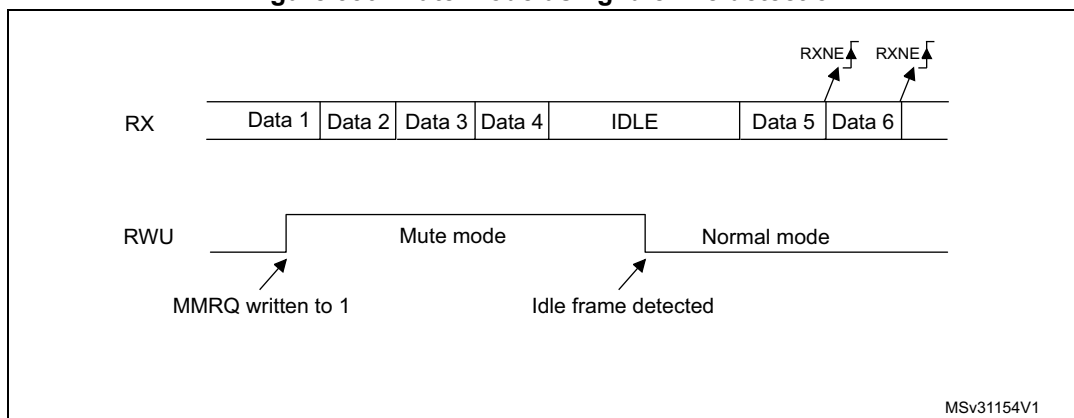 RXNE RXNE
RX Data 1 Data 2 Data 3 Data 4 IDLE Data 5 Data 6
RWU Mute mode Normal mode
MMRQ written to 1 Idle frame detected
MSv31154V1